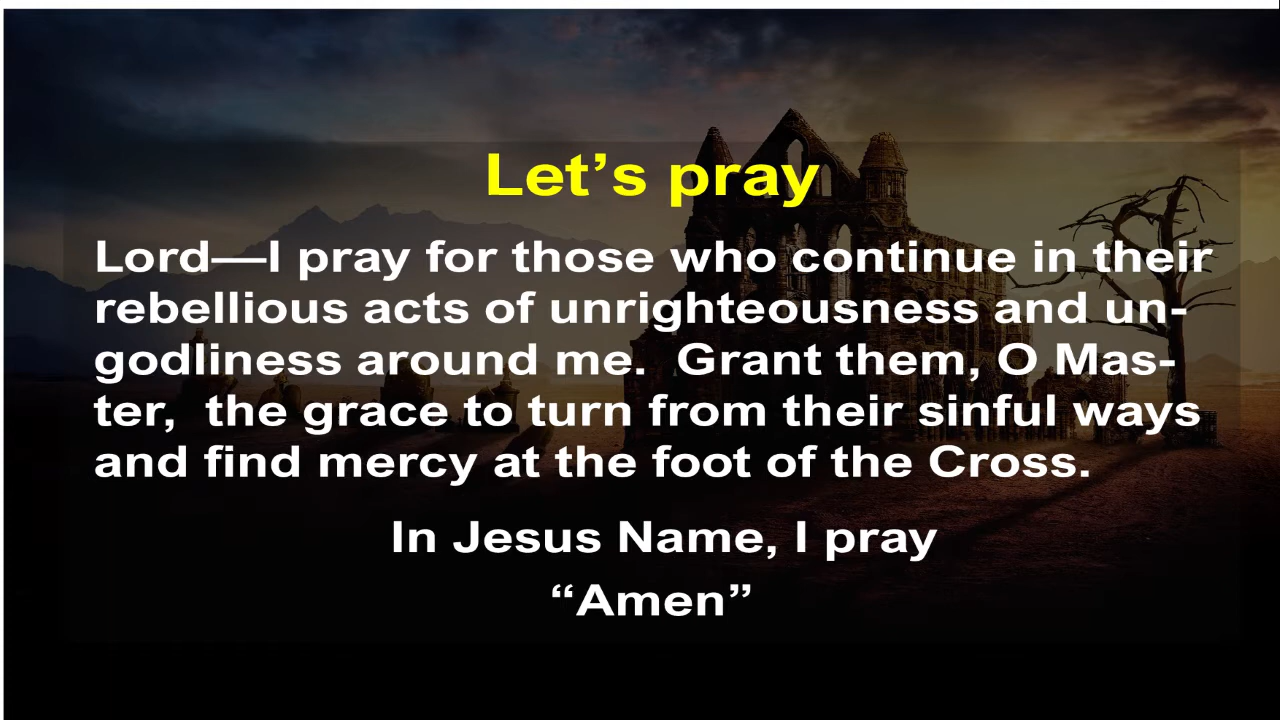 Let’s pray
Lord—I pray for those who continue in their
rebellious acts of unrighteousness and un-
godliness around me.  Grant them, O Mas-
ter,  the grace to turn from their sinful ways
and find mercy at the foot of the Cross.
In Jesus Name, I pray
“Amen”